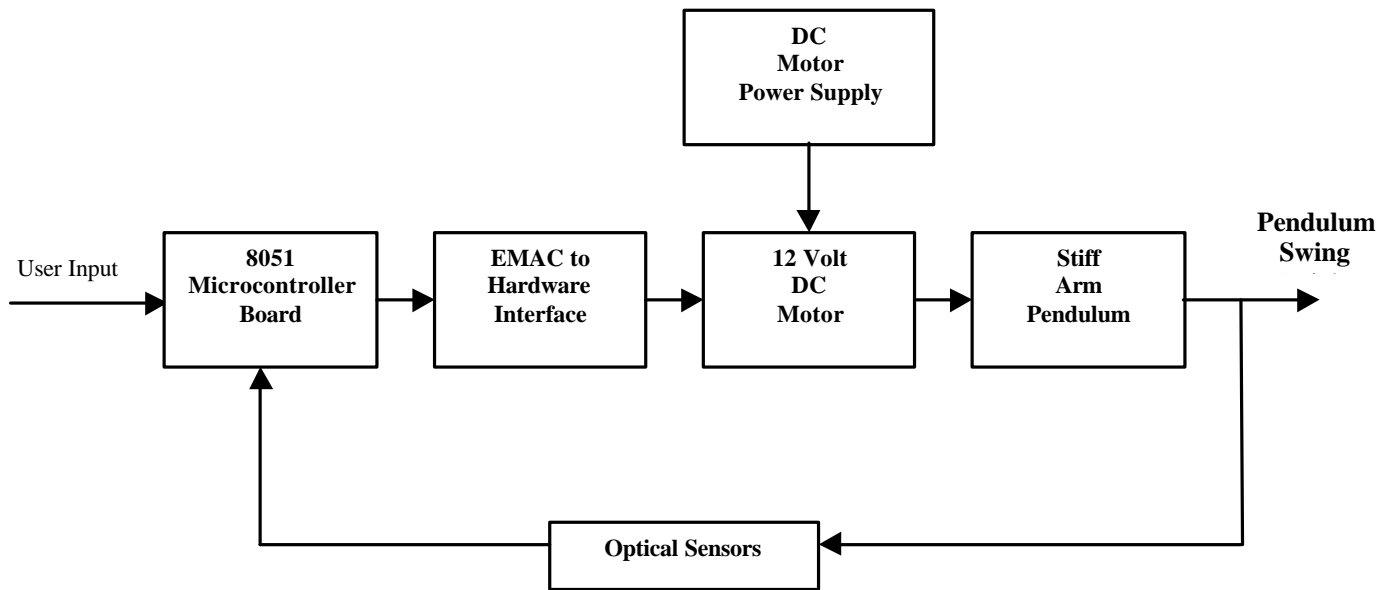 DC
Motor
Power Supply
Pendulum
Swing
User Input
8051
Microcontroller
Board
EMAC to
Hardware
Interface
12 Volt
DC
Motor
Stiff
Arm
Pendulum
Optical Sensors